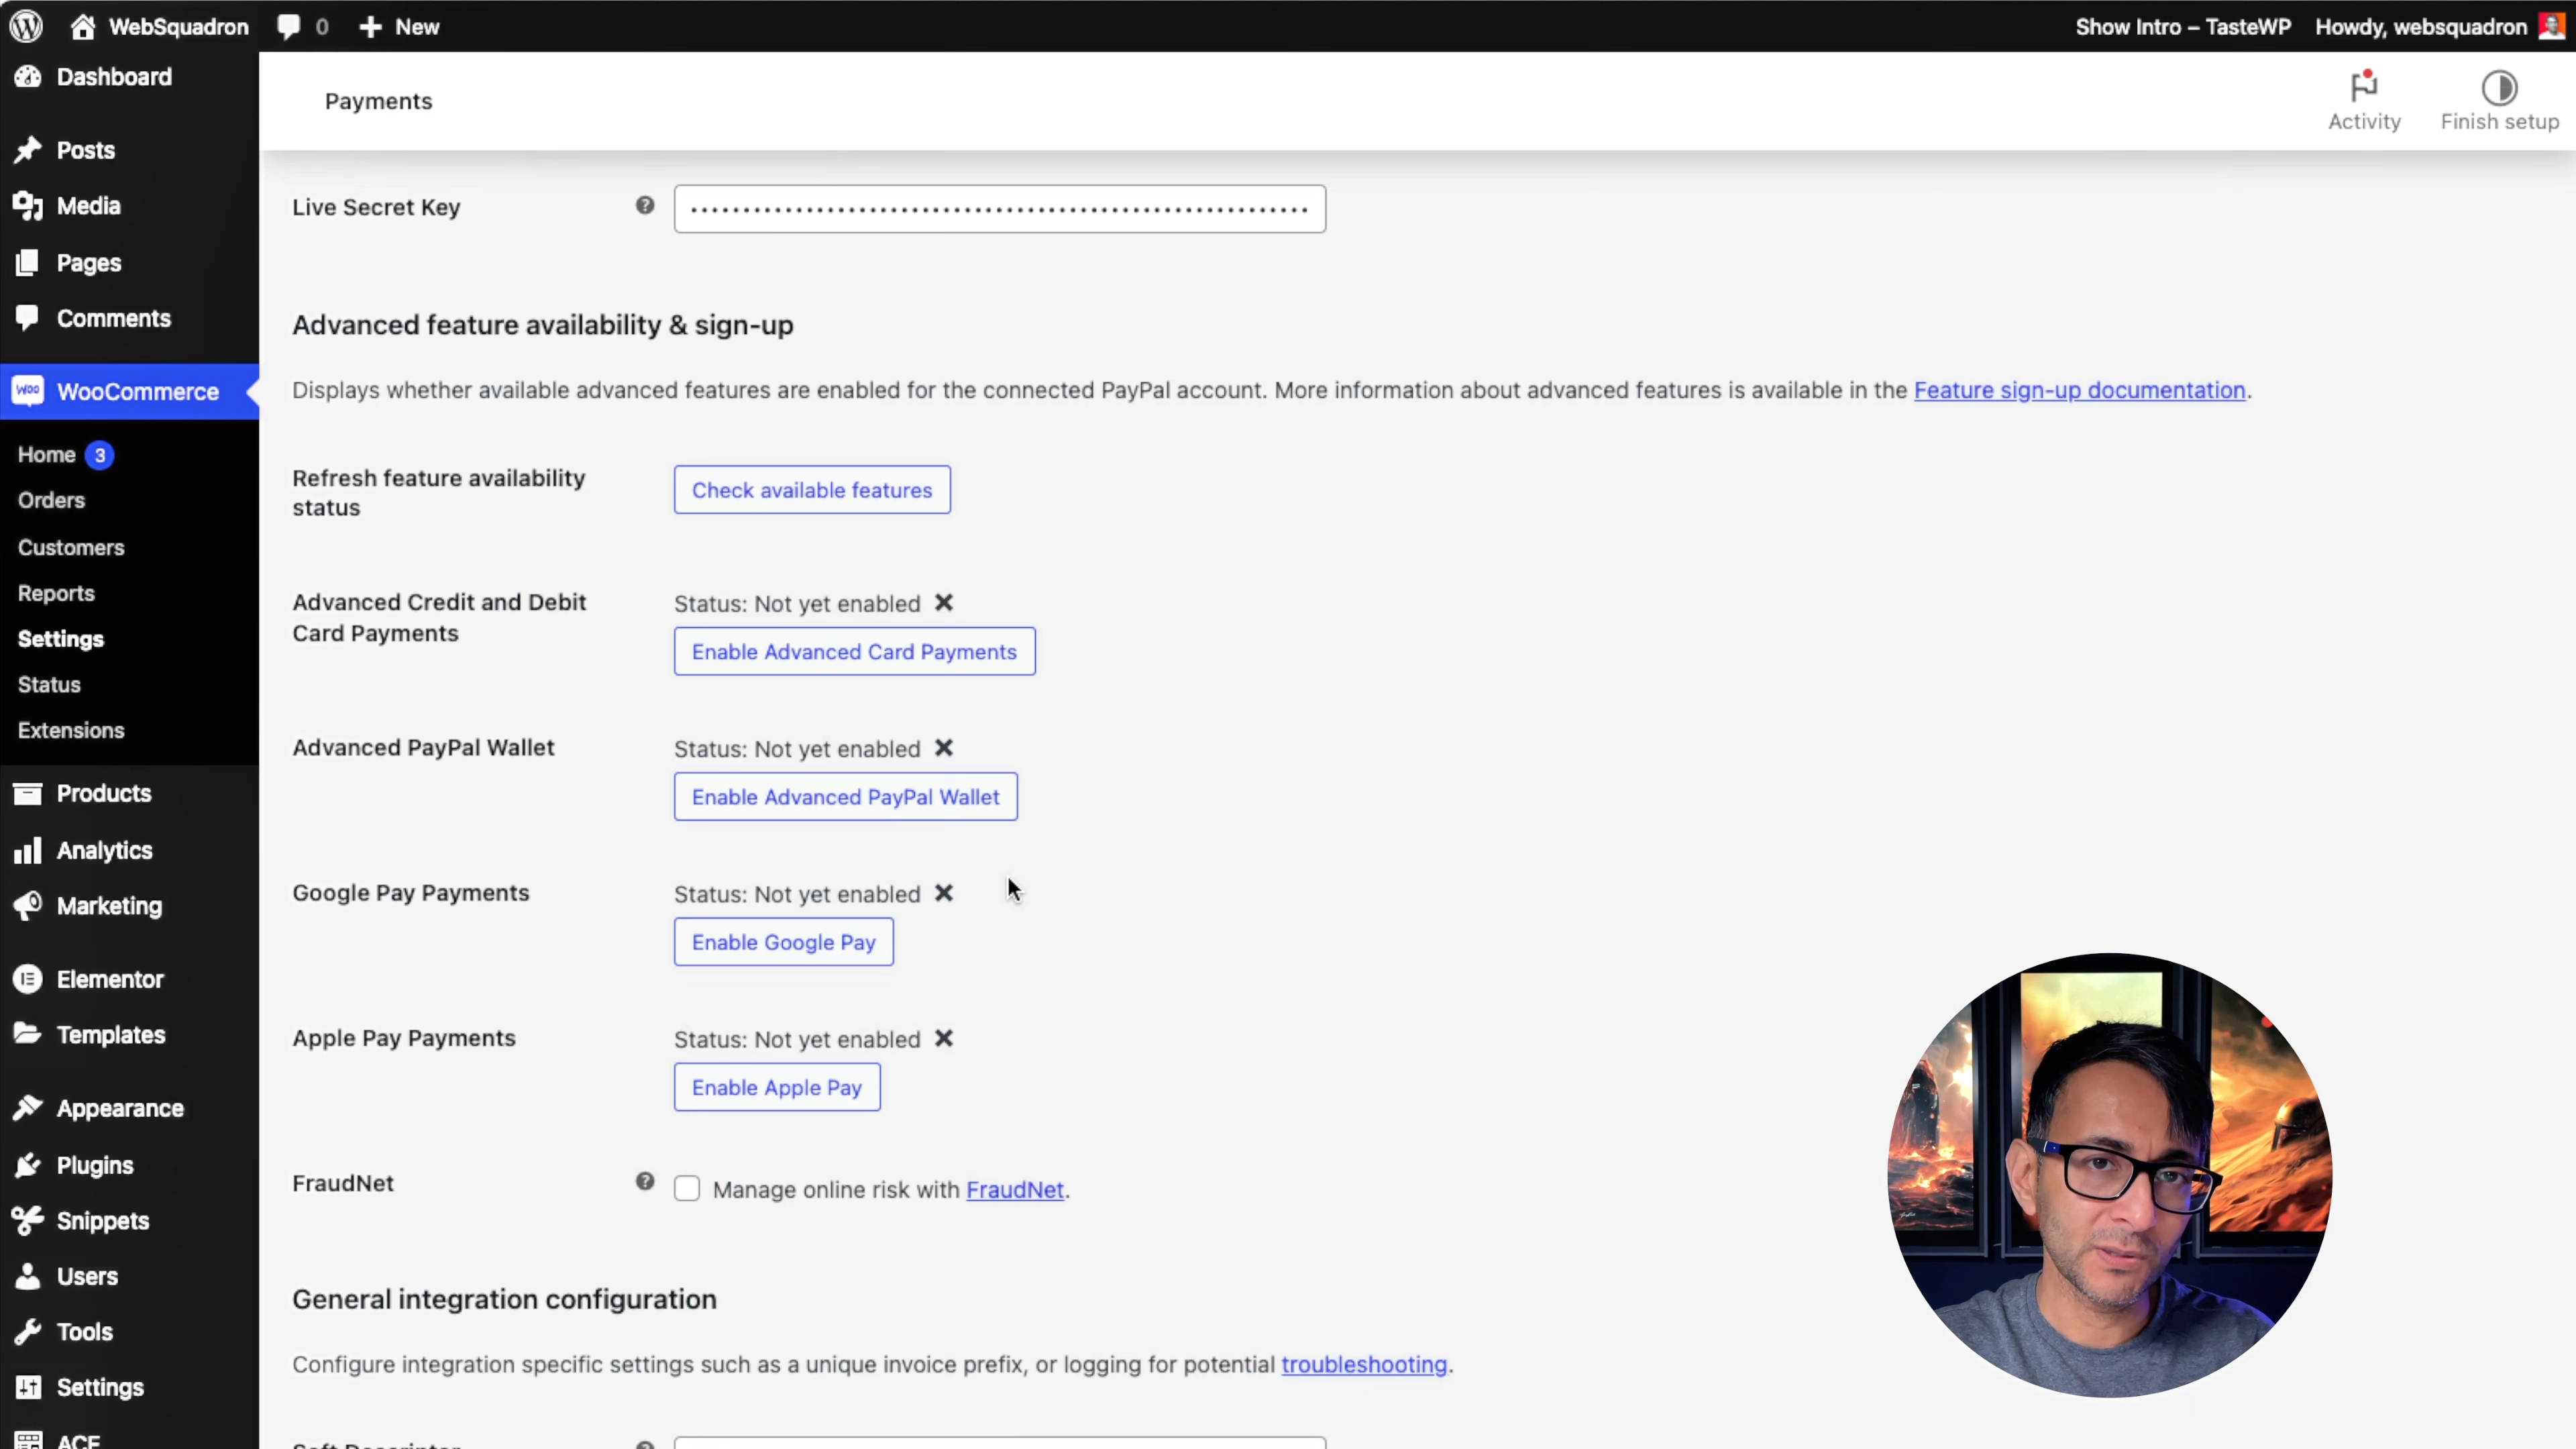 WebSquadron 0 New Show Intro – TasteWP Howdy, websquadron
Dashboard
Posts
Media
Pages
Comments
Woo WooCommerce
Home 3
Orders
Customers
Reports
Settings
Status
Extensions
Products
Analytics
Marketing
Elementor
Templates
Appearance
Plugins
Snippets
Users
Tools
Settings
ACF
Payments
Activity Finish setup
Live Secret Key
Advanced feature availability & sign-up
Displays whether available advanced features are enabled for the connected PayPal account. More information about advanced features is available in the Feature sign-up documentation.
Refresh feature availability
status
Check available features
Advanced Credit and Debit
Card Payments
Status: Not yet enabled
Enable Advanced Card Payments
Advanced PayPal Wallet
Status: Not yet enabled
Enable Advanced PayPal Wallet
Google Pay Payments
Status: Not yet enabled
Enable Google Pay
Apple Pay Payments
Status: Not yet enabled
Enable Apple Pay
FraudNet
Manage online risk with FraudNet.
General integration configuration
Configure integration specific settings such as a unique invoice prefix, or logging for potential troubleshooting.
Soft Descriptor